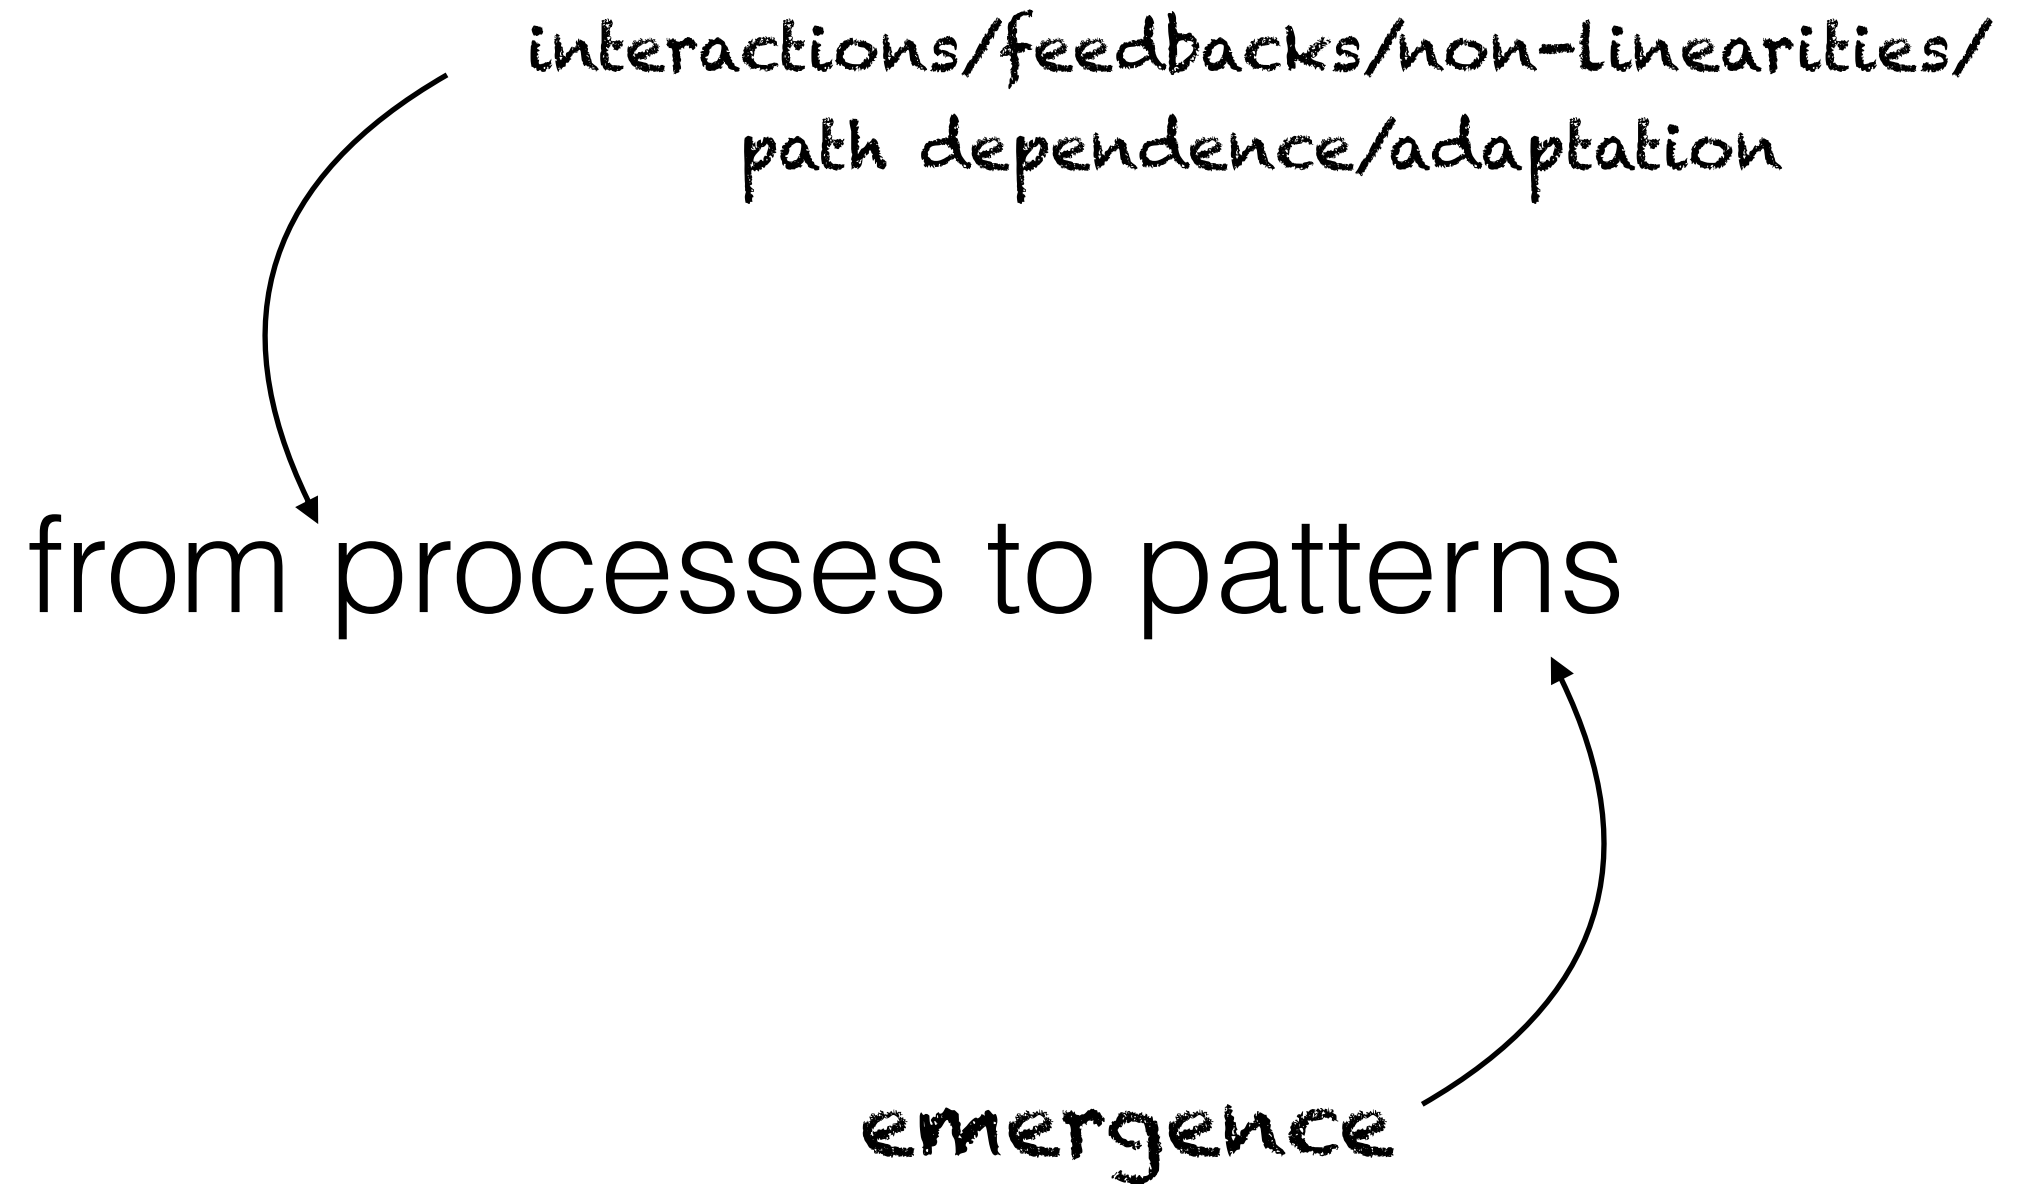 interactions/feedbacks/non-linearities/
path dependence/adaptation
from processes to patterns
emergence